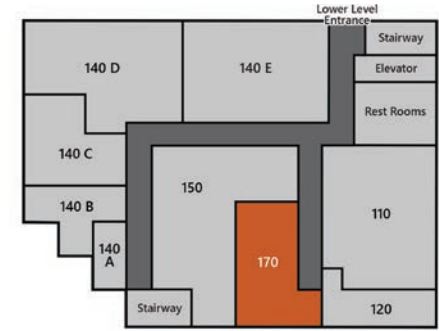 Lower Level
Entrance
Stairway
140 D
140 E
Elevator
Rest Rooms
140 C
150
140 B
110
140
A
170
Stairway
120